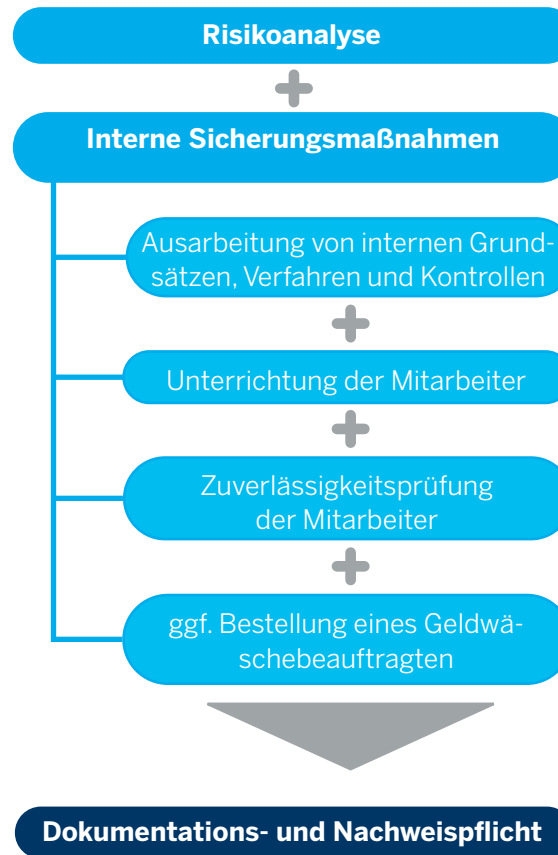 Risikoanalyse
Interne Sicherungsmaßnahmen
Ausarbeitung von internen Grund-
sätzen, Verfahren und Kontrollen
Unterrichtung der Mitarbeiter
Zuverlässigkeitsprüfung
der Mitarbeiter
ggf. Bestellung eines Geldwä-
schebeauftragten
Dokumentations- und Nachweispflicht